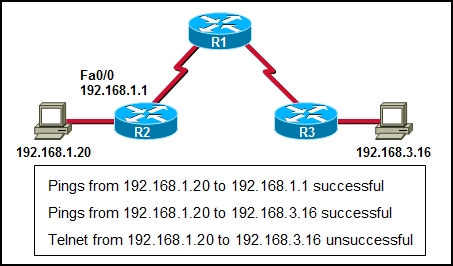 R1
Fa0/0
192.168.1.1
R2
R3
192.168.1.20
192.168.3.16
Pings from 192.168.1.20 to 192.168.1.1 successful
Pings from 192.168.1.20 to 192.168.3.16 successful
Telnet from 192.168.1.20 to 192.168.3.16 unsuccessful